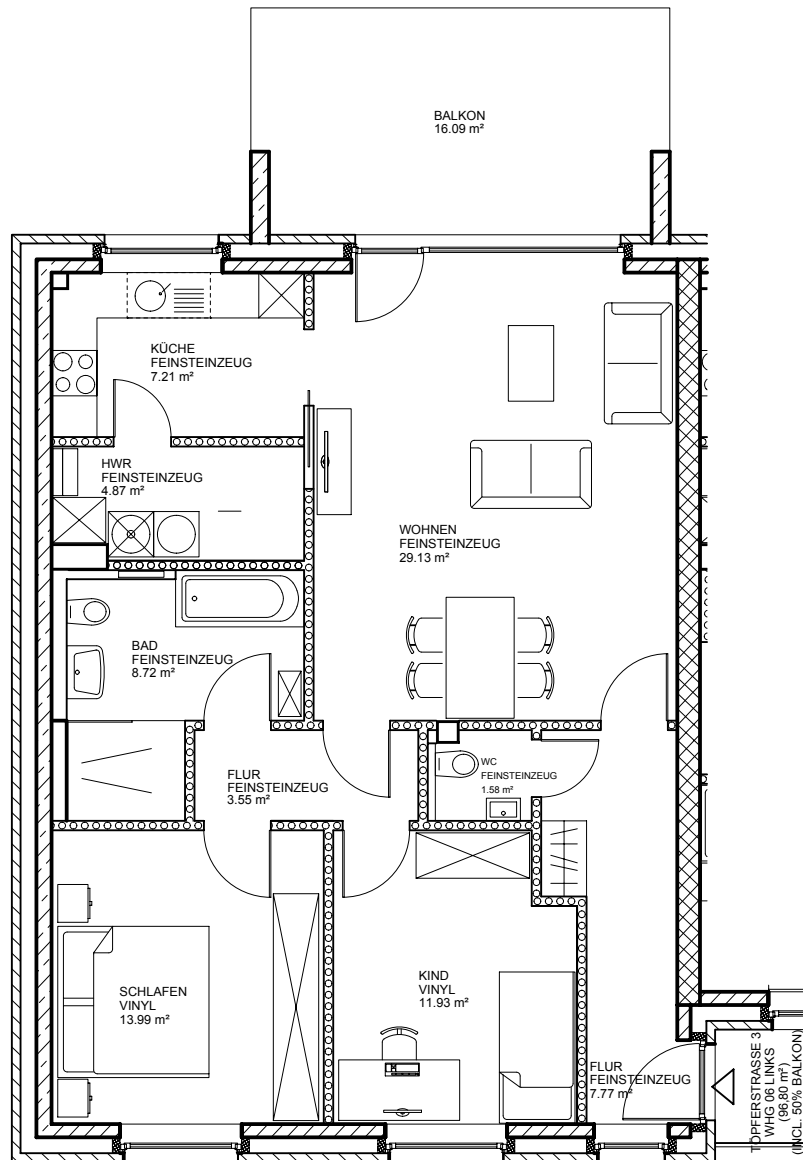 BALKON
16.09 m²
KÜCHE
FEINSTEINZEUG
7.21 m²
HWR
FEINSTEINZEUG
4.87 m²
WOHNEN
FEINSTEINZEUG
29.13 m²
BAD
FEINSTEINZEUG
8.72 m²
FLUR
FEINSTEINZEUG
3.55 m²
WC
FEINSTEINZEUG
1.58 m²
SCHLAFEN
VINYL
13.99 m²
KIND
VINYL
11.93 m²
FLUR
FEINSTEINZEUG
7.77 m²
TÖPFERSTRASSE 3
WHG 06 LINKS
(96,80 m²)
(INCL. 50% BALKON)